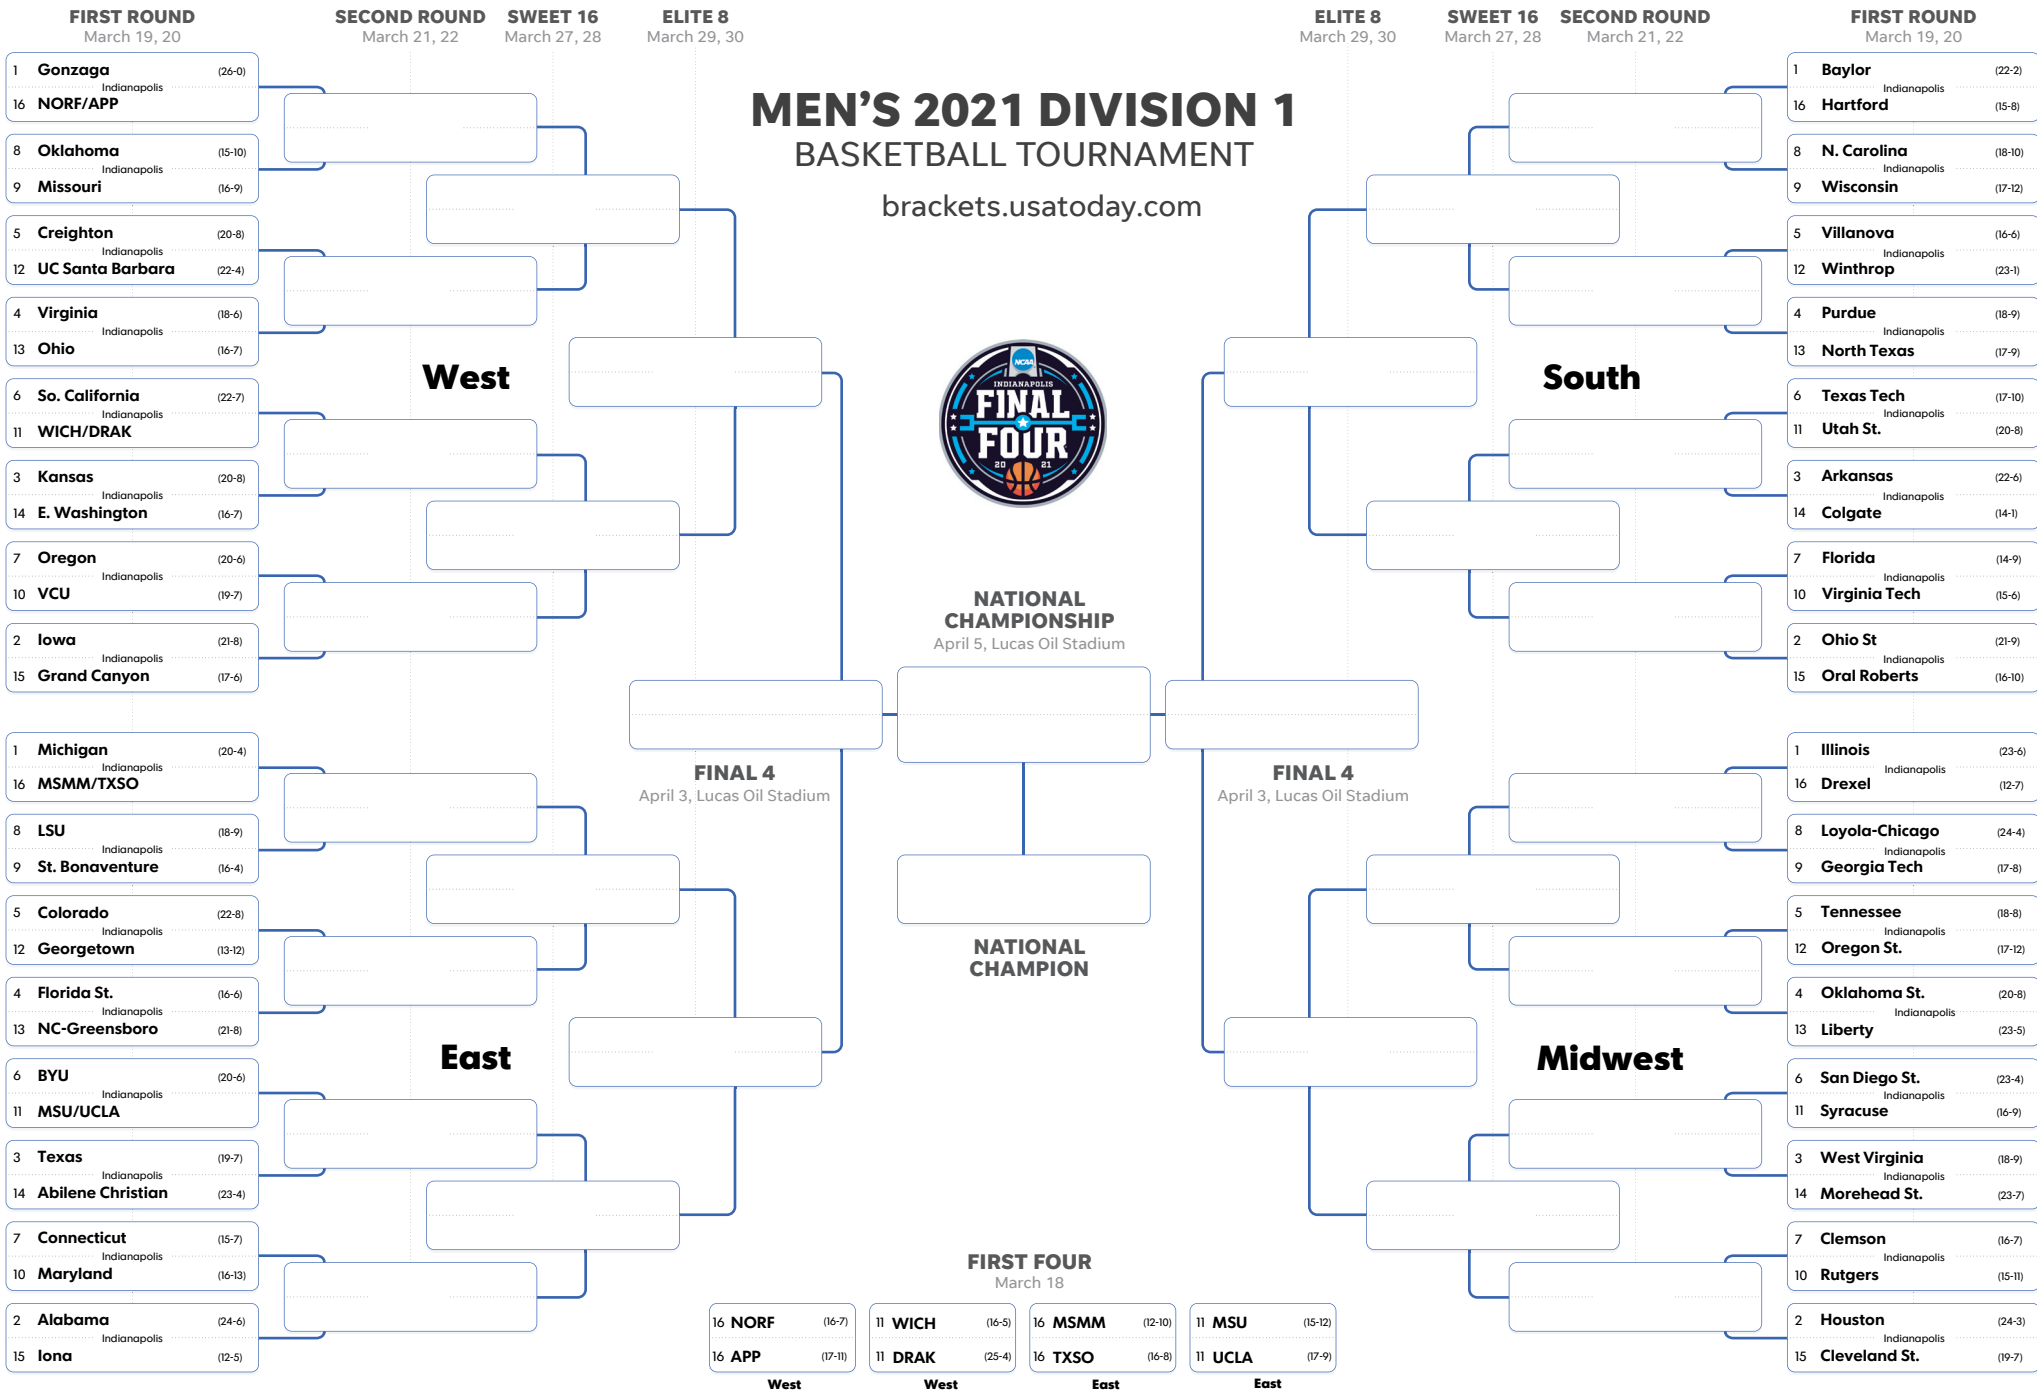 FIRST ROUND
March 19, 20
SECOND ROUND
March 21, 22
SWEET 16
March 27, 28
ELITE 8
March 29, 30
ELITE 8
March 29, 30
SWEET 16
March 27, 28
SECOND ROUND
March 21, 22
FIRST ROUND
March 19, 20
MEN’S 2021 DIVISION 1
BASKETBALL TOURNAMENT
brackets.usatoday.com
1 Gonzaga (26-0)
Indianapolis
16 NORF/APP
8 Oklahoma (15-10)
Indianapolis
9 Missouri (16-9)
5 Creighton (20-8)
Indianapolis
12 UC Santa Barbara (22-4)
4 Virginia (18-6)
Indianapolis
13 Ohio (16-7)
West
6 So. California (22-7)
Indianapolis
11 WICH/DRAK
3 Kansas (20-8)
Indianapolis
14 E. Washington (16-7)
7 Oregon (20-6)
Indianapolis
10 VCU (19-7)
2 Iowa (21-8)
Indianapolis
15 Grand Canyon (17-6)
1 Michigan (20-4)
Indianapolis
16 MSMM/TXSO
8 LSU (18-9)
Indianapolis
9 St. Bonaventure (16-4)
5 Colorado (22-8)
Indianapolis
12 Georgetown (13-12)
4 Florida St. (16-6)
Indianapolis
13 NC-Greensboro (21-8)
East
6 BYU (20-6)
Indianapolis
11 MSU/UCLA
3 Texas (19-7)
Indianapolis
14 Abilene Christian (23-4)
7 Connecticut (15-7)
Indianapolis
10 Maryland (16-13)
2 Alabama (24-6)
Indianapolis
15 Iona (12-5)
NCAA
INDIANAPOLIS
FINAL
FOUR
20 21
NATIONAL
CHAMPIONSHIP
April 5, Lucas Oil Stadium
FINAL 4
April 3, Lucas Oil Stadium
FINAL 4
April 3, Lucas Oil Stadium
NATIONAL
CHAMPION
1 Baylor (22-2)
Indianapolis
16 Hartford (15-8)
8 N. Carolina (18-10)
Indianapolis
9 Wisconsin (17-12)
5 Villanova (16-6)
Indianapolis
12 Winthrop (23-1)
4 Purdue (18-9)
Indianapolis
13 North Texas (17-9)
South
6 Texas Tech (17-10)
Indianapolis
11 Utah St. (20-8)
3 Arkansas (22-6)
Indianapolis
14 Colgate (14-1)
7 Florida (14-9)
Indianapolis
10 Virginia Tech (15-6)
2 Ohio St (21-9)
Indianapolis
15 Oral Roberts (16-10)
1 Illinois (23-6)
Indianapolis
16 Drexel (12-7)
8 Loyola-Chicago (24-4)
Indianapolis
9 Georgia Tech (17-8)
5 Tennessee (18-8)
Indianapolis
12 Oregon St. (17-12)
4 Oklahoma St. (20-8)
Indianapolis
13 Liberty (23-5)
Midwest
6 San Diego St. (23-4)
Indianapolis
11 Syracuse (16-9)
3 West Virginia (18-9)
Indianapolis
14 Morehead St. (23-7)
7 Clemson (16-7)
Indianapolis
10 Rutgers (15-11)
2 Houston (24-3)
Indianapolis
15 Cleveland St. (19-7)
FIRST FOUR
March 18
16 NORF (16-7)
16 APP (17-11)
West
11 WICH (16-5)
11 DRAK (25-4)
West
16 MSMM (12-10)
16 TXSO (16-8)
East
11 MSU (15-12)
11 UCLA (17-9)
East